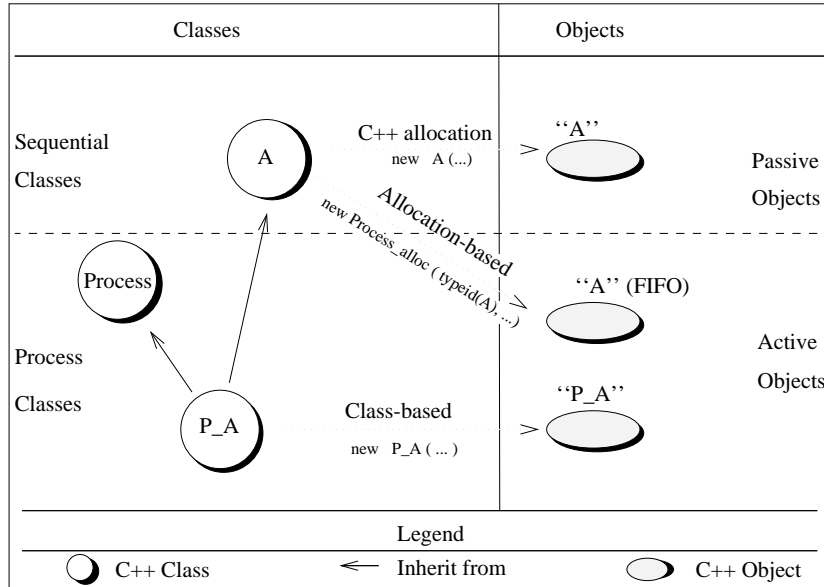 Classes
Objects
Sequential
Classes
A
C++ allocation
new A (...)
‘‘A’’
Passive
Objects
Allocation-based
new Process_alloc ( typeid(A), ...)
Process
‘‘A’’ (FIFO)
Process
Classes
Active
Objects
P_A
Class-based
new P_A ( ... )
‘‘P_A’’
Legend
C++ Class
Inherit from
C++ Object